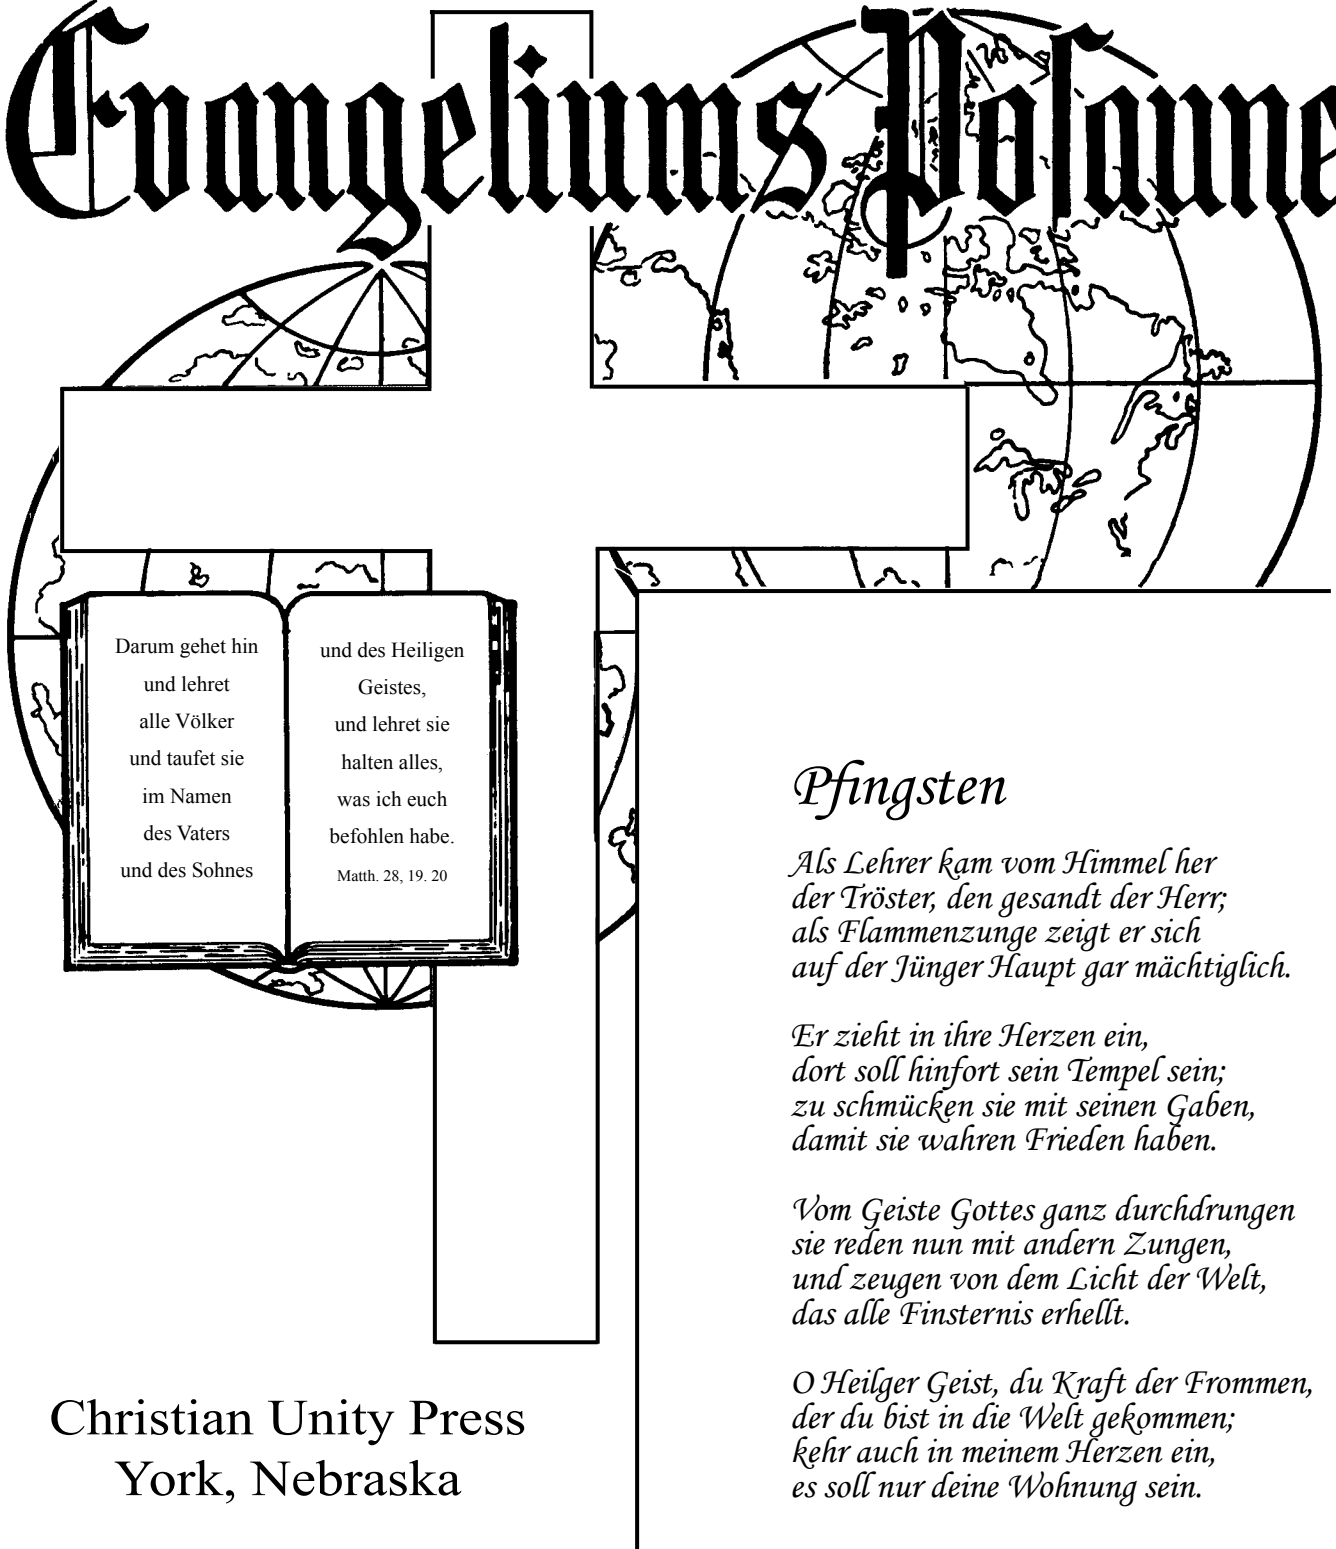 Evangeliums Poſaune
Darum gehet hin
und lehret
alle Völker
und taufet sie
im Namen
des Vaters
und des Sohnes
und des Heiligen
Geistes,
und lehret sie
halten alles,
was ich euch
befohlen habe.
Matth. 28, 19. 20
Pfingsten
Als Lehrer kam vom Himmel her
der Tröster, den gesandt der Herr;
als Flammenzunge zeigt er sich
auf der Jünger Haupt gar mächtiglich.
Er zieht in ihre Herzen ein,
dort soll hinfort sein Tempel sein;
zu schmücken sie mit seinen Gaben,
damit sie wahren Frieden haben.
Vom Geiste Gottes ganz durchdrungen
sie reden nun mit andern Zungen,
und zeugen von dem Licht der Welt,
das alle Finsternis erhellt.
O Heilger Geist, du Kraft der Frommen,
der du bist in die Welt gekommen;
kehr auch in meinem Herzen ein,
es soll nur deine Wohnung sein.
Christian Unity Press
York, Nebraska